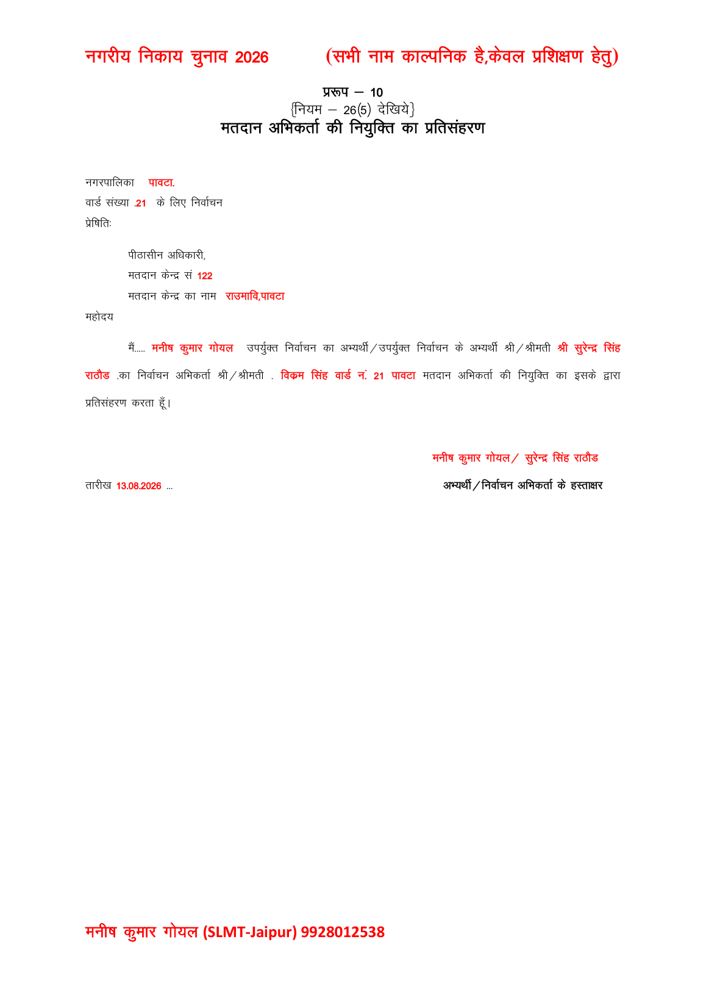 नगरीय निकाय चुनाव 2026 (सभी नाम काल्पनिक है,केवल प्रशिक्षण हेतु)
प्ररूप – 10
{नियम – 26(5) देखिये}
मतदान अभिकर्ता की नियुक्ति का प्रतिसंहरण
नगरपालिका पावटा.
वार्ड संख्या .21 के लिए निर्वाचन
प्रेषितिः
पीठासीन अधिकारी,
मतदान केन्द्र सं 122
मतदान केन्द्र का नाम राउमावि,पावटा
महोदय
मैं..... मनीष कुमार गोयल उपर्युक्त निर्वाचन का अभ्यर्थी/उपर्युक्त निर्वाचन के अभ्यर्थी श्री/श्रीमती श्री सुरेन्द्र सिंह
राठौड .का निर्वाचन अभिकर्ता श्री/श्रीमती . विक्रम सिंह वार्ड नं. 21 पावटा मतदान अभिकर्ता की नियुक्ति का इसके द्वारा
प्रतिसंहरण करता हूँ।
मनीष कुमार गोयल/ सुरेन्द्र सिंह राठौड
तारीख 13.08.2026 ... अभ्यर्थी/निर्वाचन अभिकर्ता के हस्ताक्षर
मनीष कुमार गोयल (SLMT-Jaipur) 9928012538